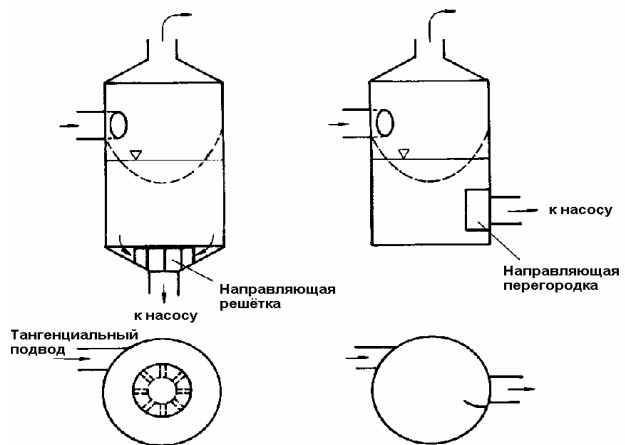 к насосу
Направляющая
перегородка
Направляющая
решётка
к насосу
Тангенциальный
подвод